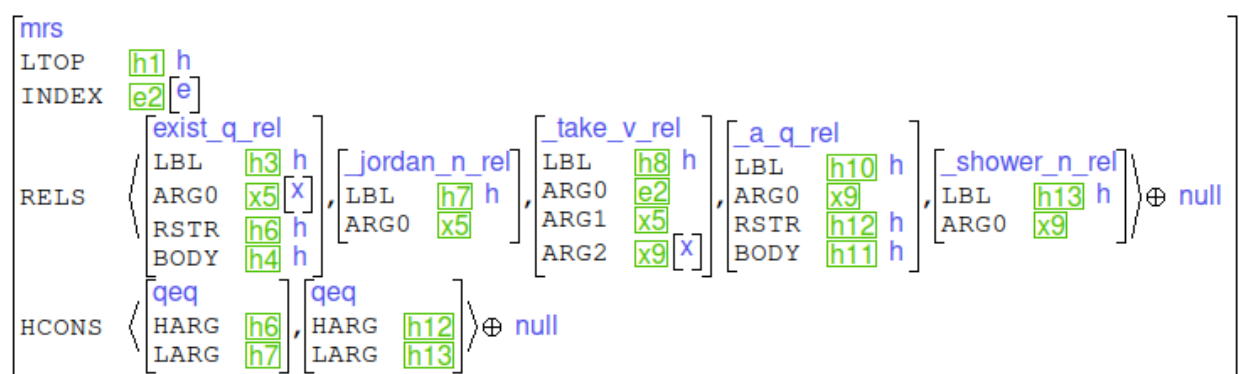 mrs
LTOP h1 h
INDEX e2 [e]
exist_q_rel _take_v_rel _a_q_rel
LBL h3 h _jordan_n_rel LBL h8 h LBL h10 h _shower_n_rel
RELS ⟨ ARG0 x5 [x] , LBL h7 h , ARG0 e2 , ARG0 x9 , LBL h13 h ⟩ ⊕ null
RSTR h6 h ARG0 x5 ARG1 x5 RSTR h12 h ARG0 x9
BODY h4 h ARG2 x9 [x] BODY h11 h
qeq qeq
HCONS ⟨ HARG h6 , HARG h12 ⟩ ⊕ null
LARG h7 LARG h13